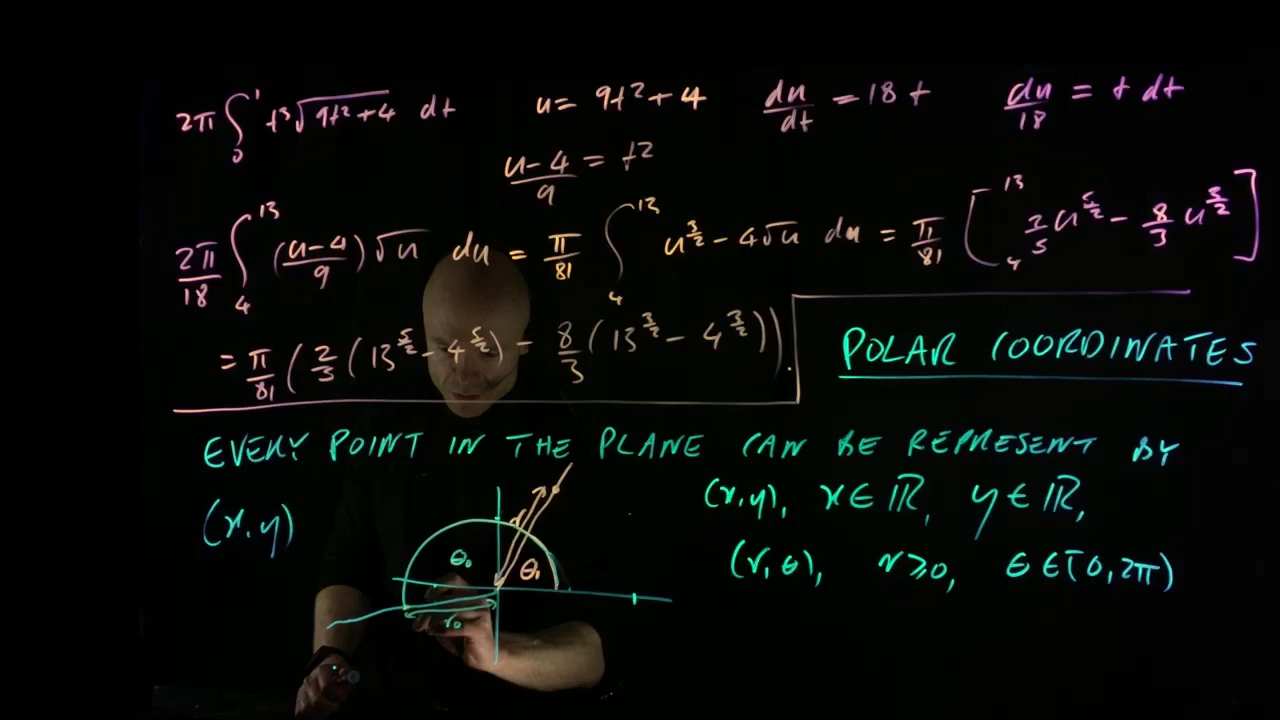 2π ∫₀¹ t³√(9t²+4) dt    u = 9t²+4    du/dt = 18t    du/18 = t dt
(u-4)/9 = t²
2π/18 ∫₄¹³ ((u-4)/9)√u du = π/81 ∫₄¹³ u^(3/2) - 4√u du = π/81 [₄¹³ 2/5 u^(5/2) - 8/3 u^(3/2)]
= π/81 (2/3 (13^(5/2) - 4^(5/2)) - 8/3 (13^(3/2) - 4^(3/2))).
POLAR COORDINATES
EVERY POINT IN THE PLANE CAN BE REPRESENT BY
(x,y)
(x,y), x∈ℝ, y∈ℝ,
(r,θ), r≥0, θ∈[0,2π)
r
θ₀ θ₁
r₀